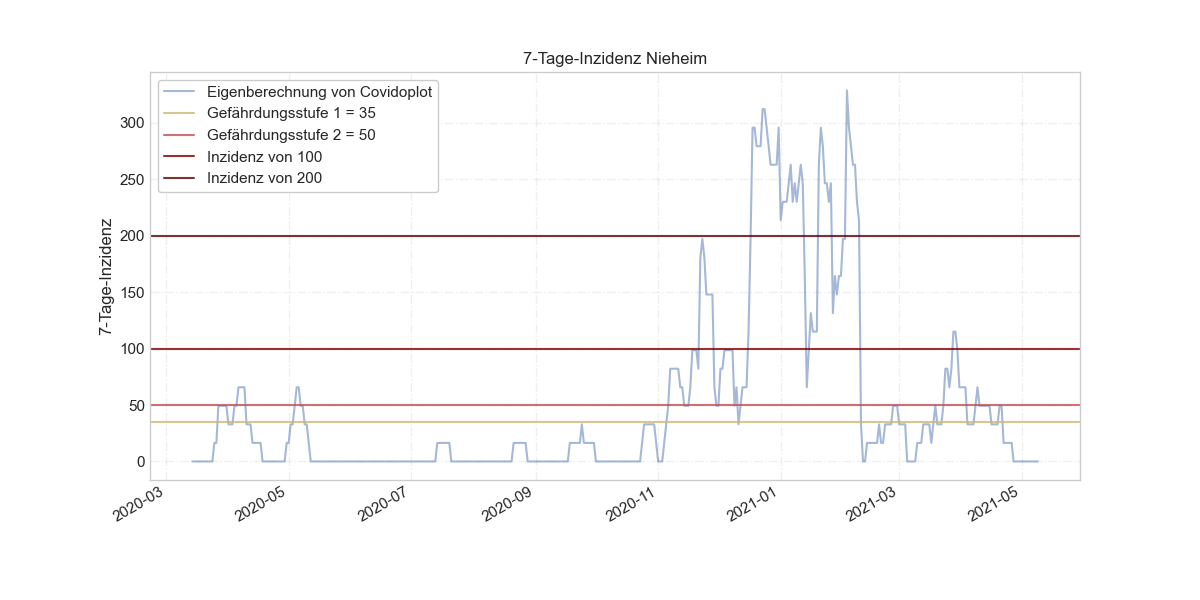 7-Tage-Inzidenz Nieheim
Eigenberechnung von Covidoplot
Gefährdungsstufe 1 = 35
Gefährdungsstufe 2 = 50
Inzidenz von 100
Inzidenz von 200
7-Tage-Inzidenz
300
250
200
150
100
50
0
2020-03
2020-05
2020-07
2020-09
2020-11
2021-01
2021-03
2021-05